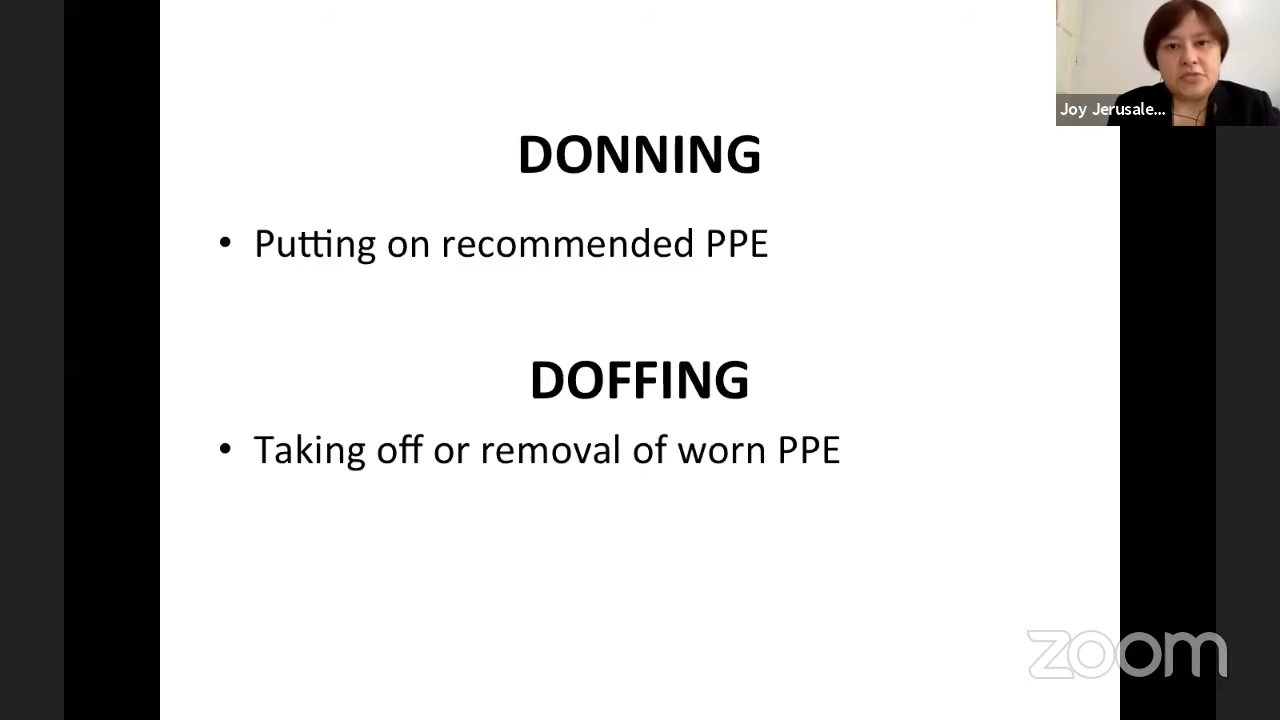 DONNING
• Putting on recommended PPE
DOFFING
• Taking off or removal of worn PPE
Joy Jerusale...
zoom